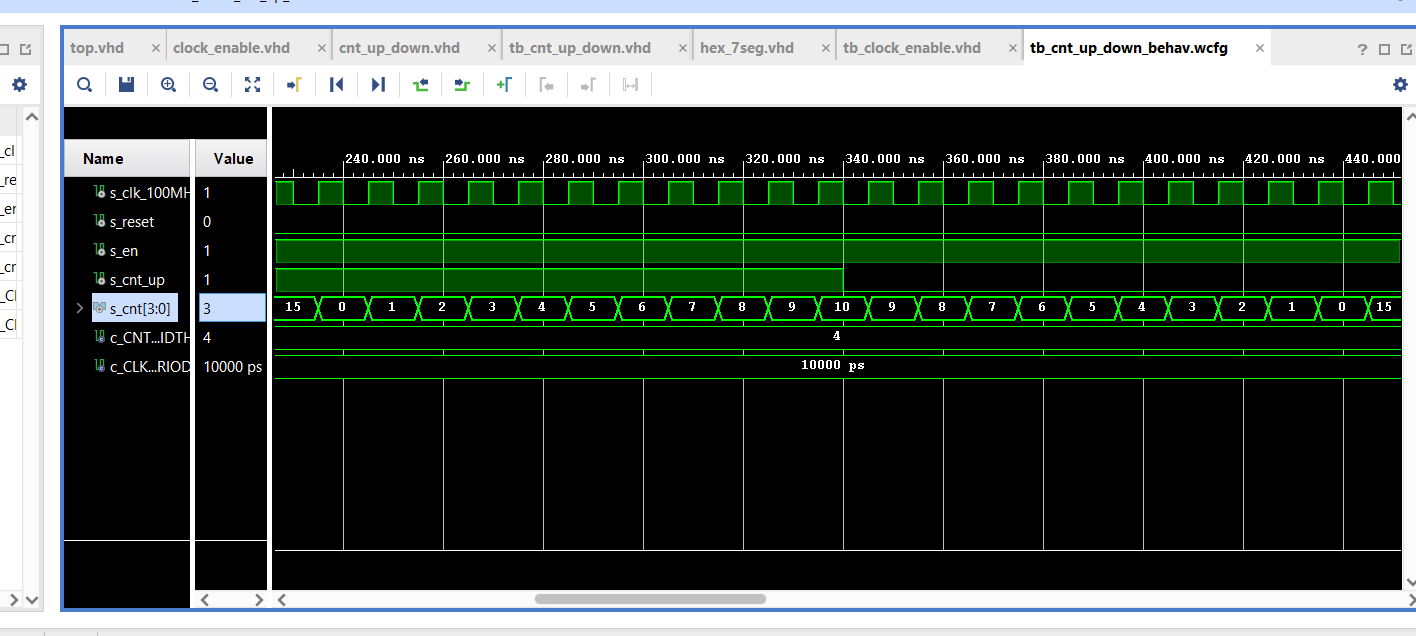 top.vhd × clock_enable.vhd × cnt_up_down.vhd × tb_cnt_up_down.vhd × hex_7seg.vhd × tb_clock_enable.vhd × tb_cnt_up_down_behav.wcfg × ?
Name Value
240.000 ns 260.000 ns 280.000 ns 300.000 ns 320.000 ns 340.000 ns 360.000 ns 380.000 ns 400.000 ns 420.000 ns 440.000
_cl
s_clk_100MH 1
_re
s_reset 0
_er
s_en 1
_cr
s_cnt_up 1
_cr
s_cnt[3:0] 3 15 0 1 2 3 4 5 6 7 8 9 10 9 8 7 6 5 4 3 2 1 0 15
_Cl
c_CNT...IDTH 4 4
_Cl
c_CLK...RIOD 10000 ps 10000 ps